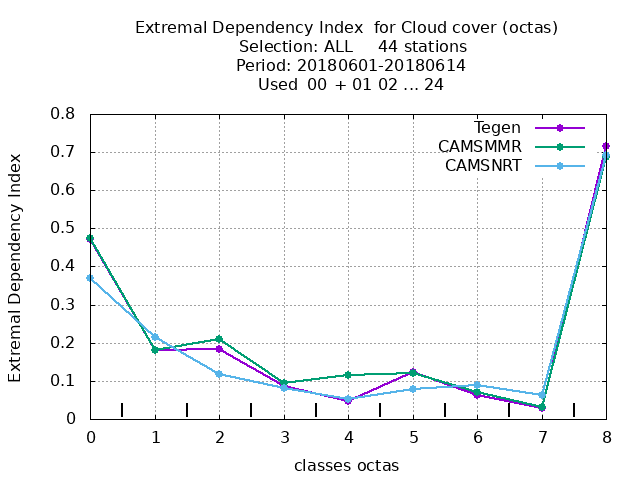 Extremal Dependency Index  for Cloud cover (octas)
Selection: ALL     44 stations
Period: 20180601-20180614
Used  00  + 01 02 ... 24
Extremal Dependency Index
0.8
0.7
0.6
0.5
0.4
0.3
0.2
0.1
0
Tegen
CAMSMMR
CAMSNRT
0 1 2 3 4 5 6 7 8
classes octas